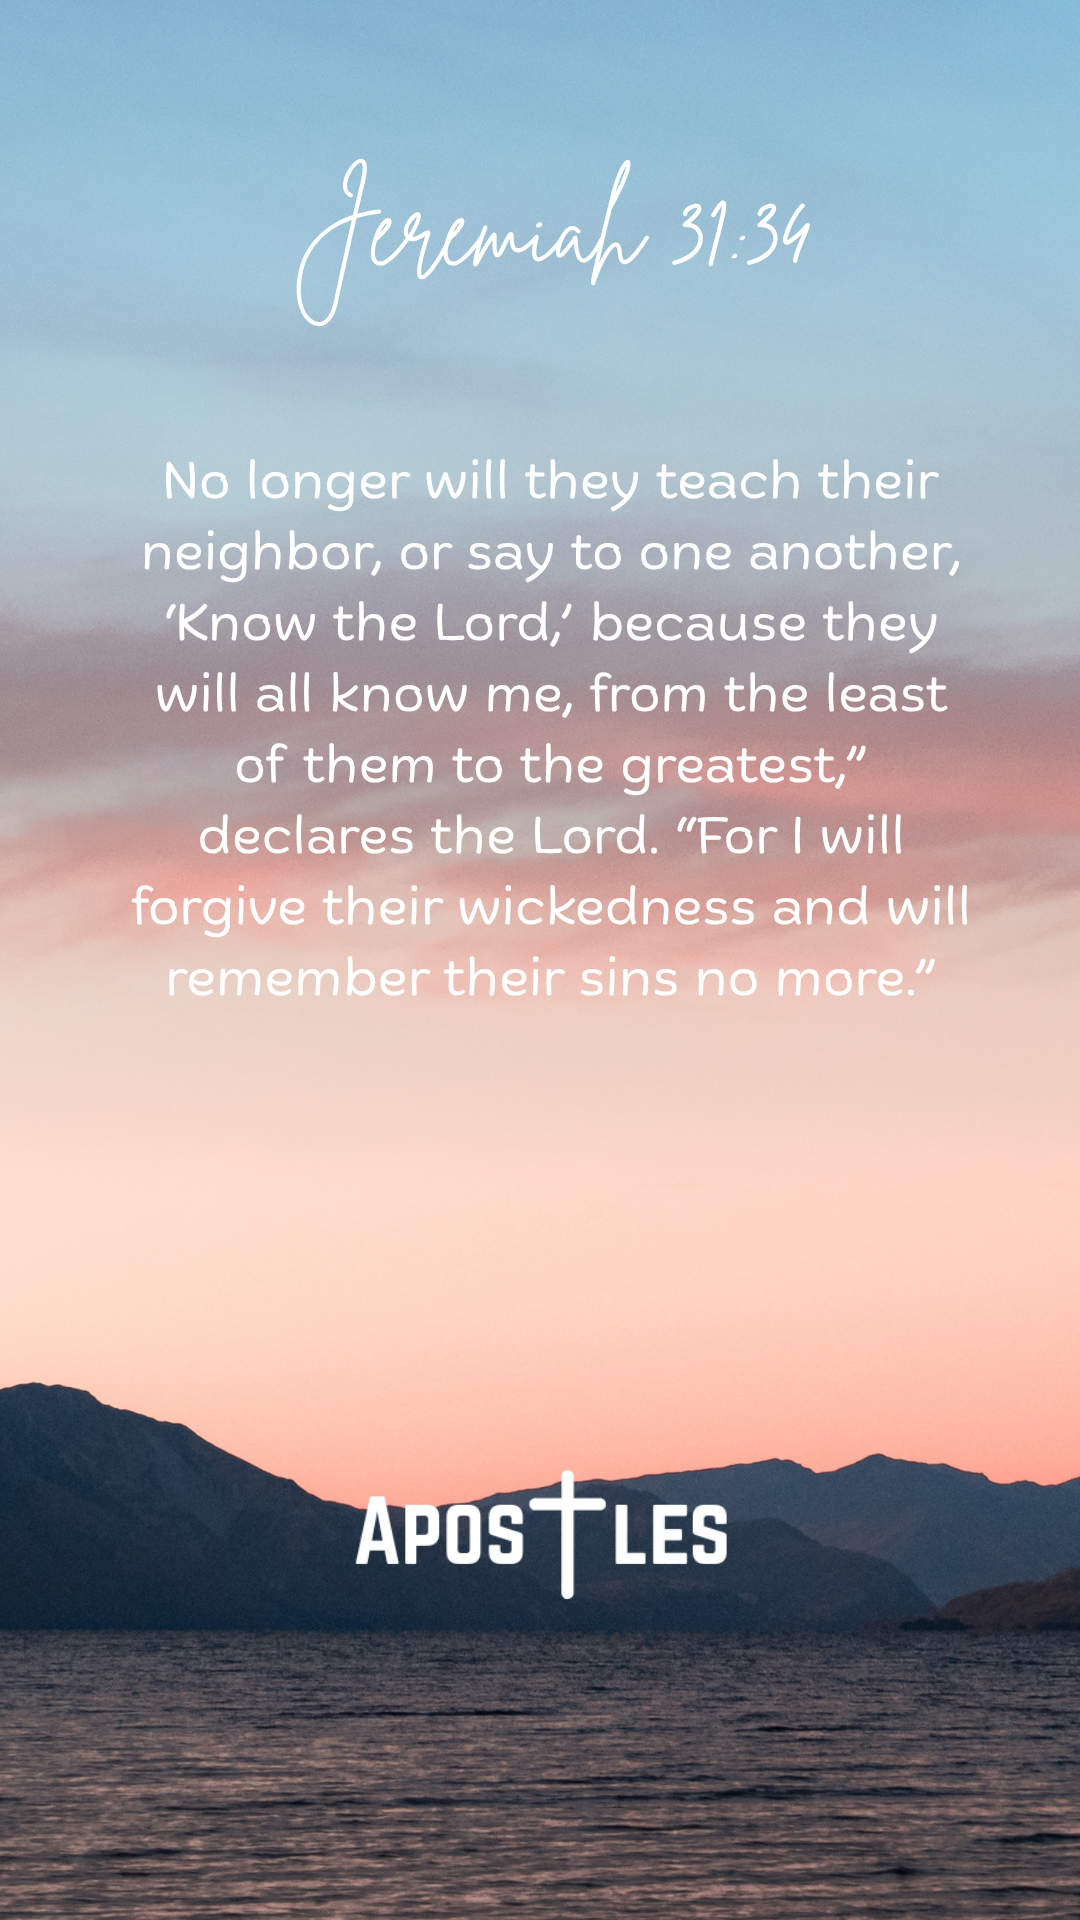 Jeremiah 31:34
No longer will they teach their
neighbor, or say to one another,
‘Know the Lord,’ because they
will all know me, from the least
of them to the greatest,”
declares the Lord. “For I will
forgive their wickedness and will
remember their sins no more.”
APOSTLES